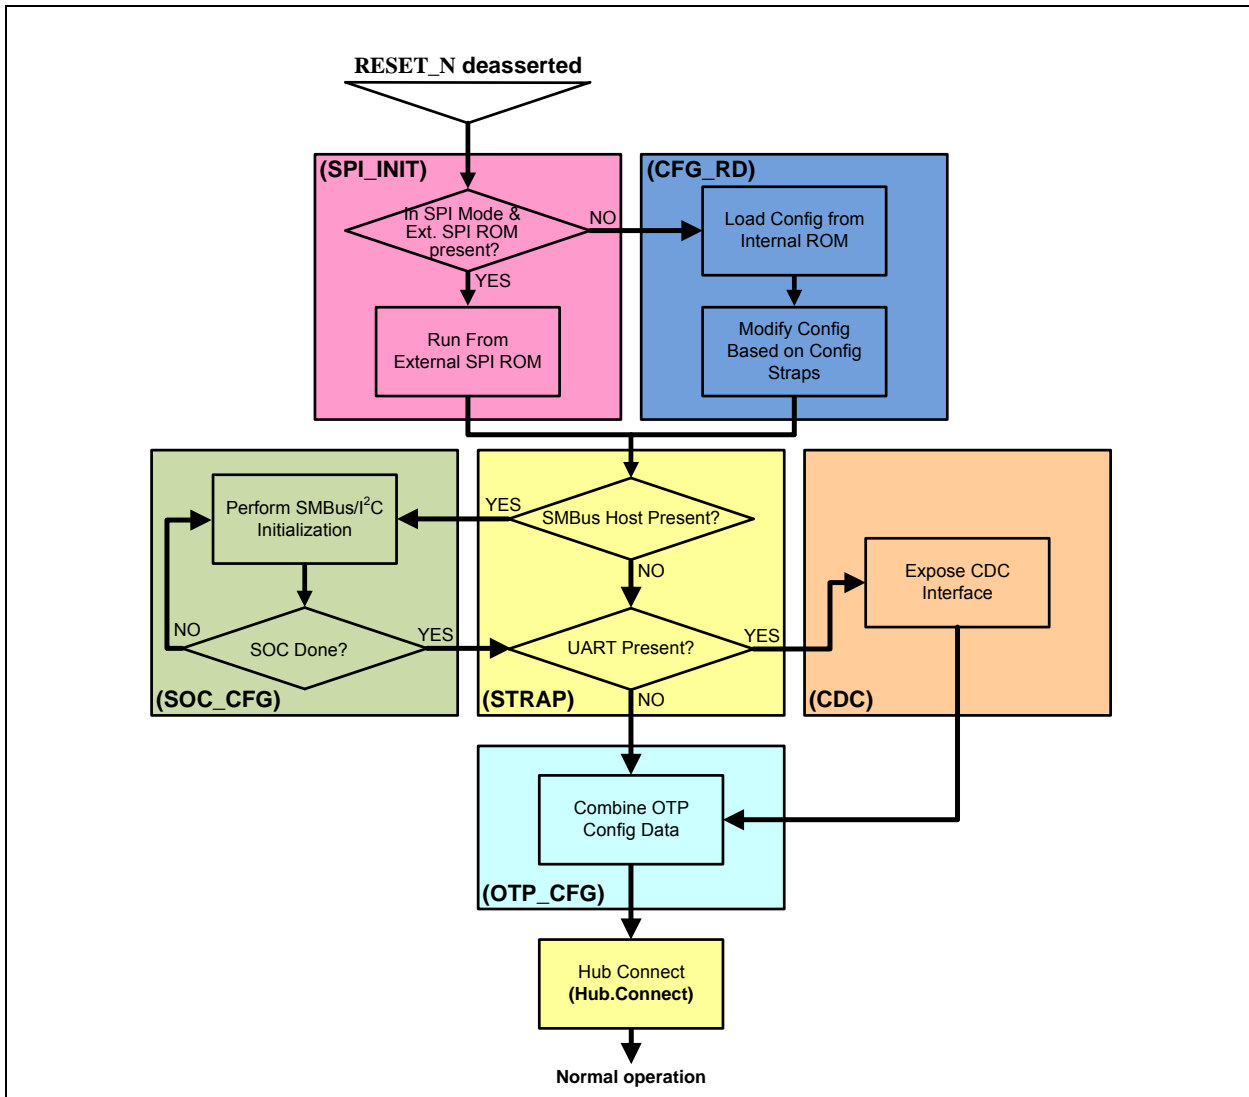 RESET_N deasserted
(SPI_INIT)
In SPI Mode &
Ext. SPI ROM
present?
NO
YES
Run From
External SPI ROM
(CFG_RD)
Load Config from
Internal ROM
Modify Config
Based on Config
Straps
Perform SMBus/I²C
Initialization
SOC Done?
NO
YES
(SOC_CFG)
YES
SMBus Host Present?
NO
UART Present?
YES
NO
(STRAP)
Expose CDC
Interface
(CDC)
Combine OTP
Config Data
(OTP_CFG)
Hub Connect
(Hub.Connect)
Normal operation